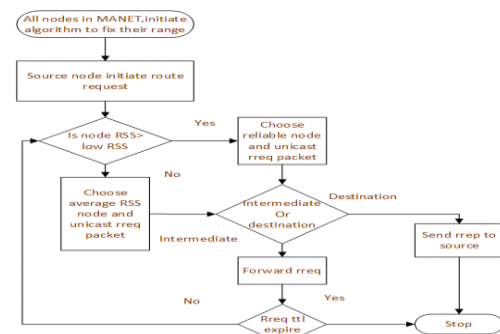 All nodes in MANET,initiate
algorithm to fix their range
Source node initiate route
request
Is node RSS>
low RSS
Yes
Choose
reliable node
and unicast
rreq packet
No
Choose
average RSS
node and
unicast rreq
packet
Intermediate
Or
destination
Destination
Intermediate
Send rrep to
source
Forward rreq
No
Yes
Rreq ttl
expire
Stop